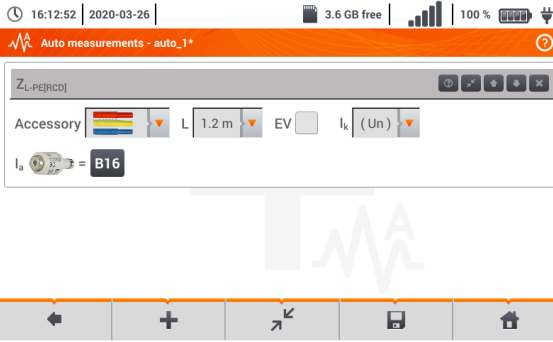 16:12:52 2020-03-26 3.6 GB free 100 %
Auto measurements - auto_1* ?
ZL-PE[RCD] ?
Accessory L 1.2 m EV Ik ( Un )
Ia = B16